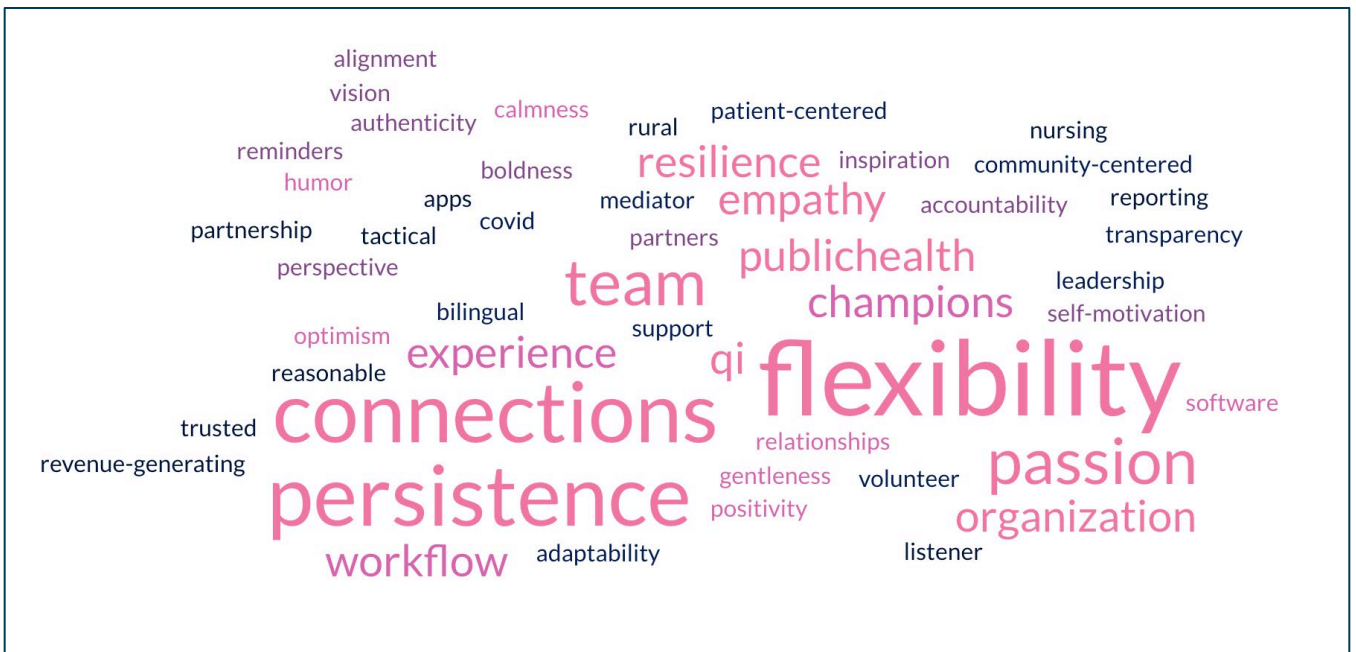 alignment
vision
authenticity
calmness
rural
patient-centered
nursing
reminders
humor
boldness
resilience
inspiration
community-centered
apps
mediator
empathy
accountability
reporting
partnership
tactical
covid
partners
publichealth
transparency
perspective
team
champions
leadership
self-motivation
bilingual
support
optimism
experience
qi
flexibility
reasonable
connections
software
trusted
relationships
revenue-generating
persistence
gentleness
volunteer
passion
positivity
organization
workflow
adaptability
listener